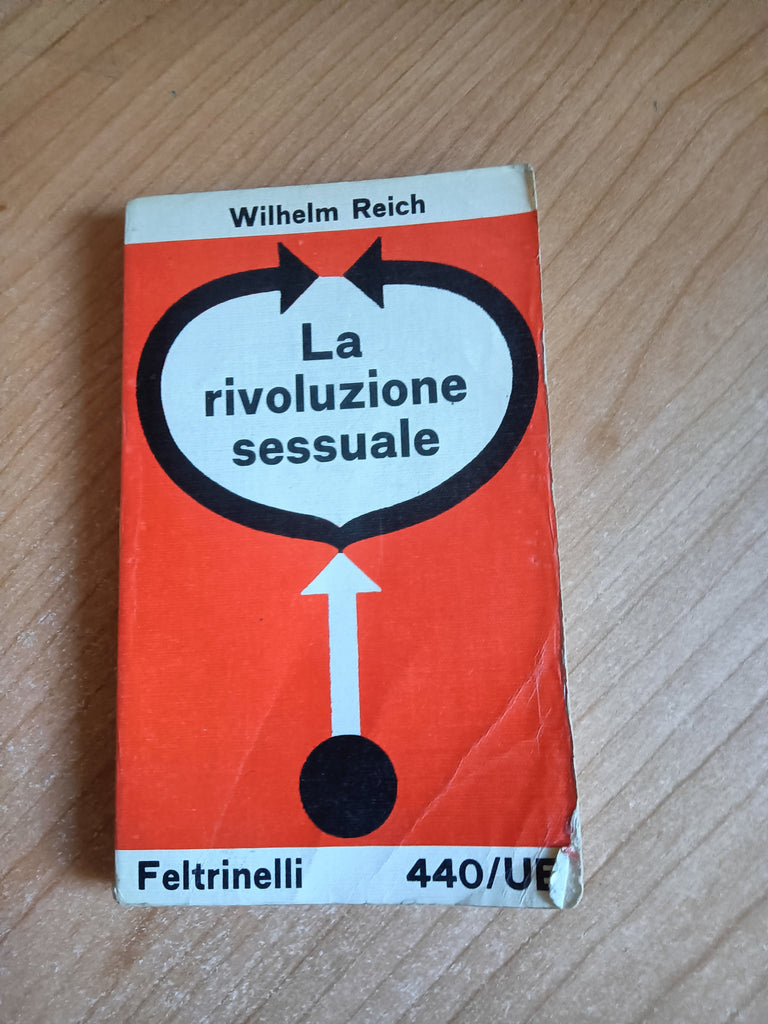 Wilhelm Reich
La
rivoluzione
sessuale
Feltrinelli 440/UE